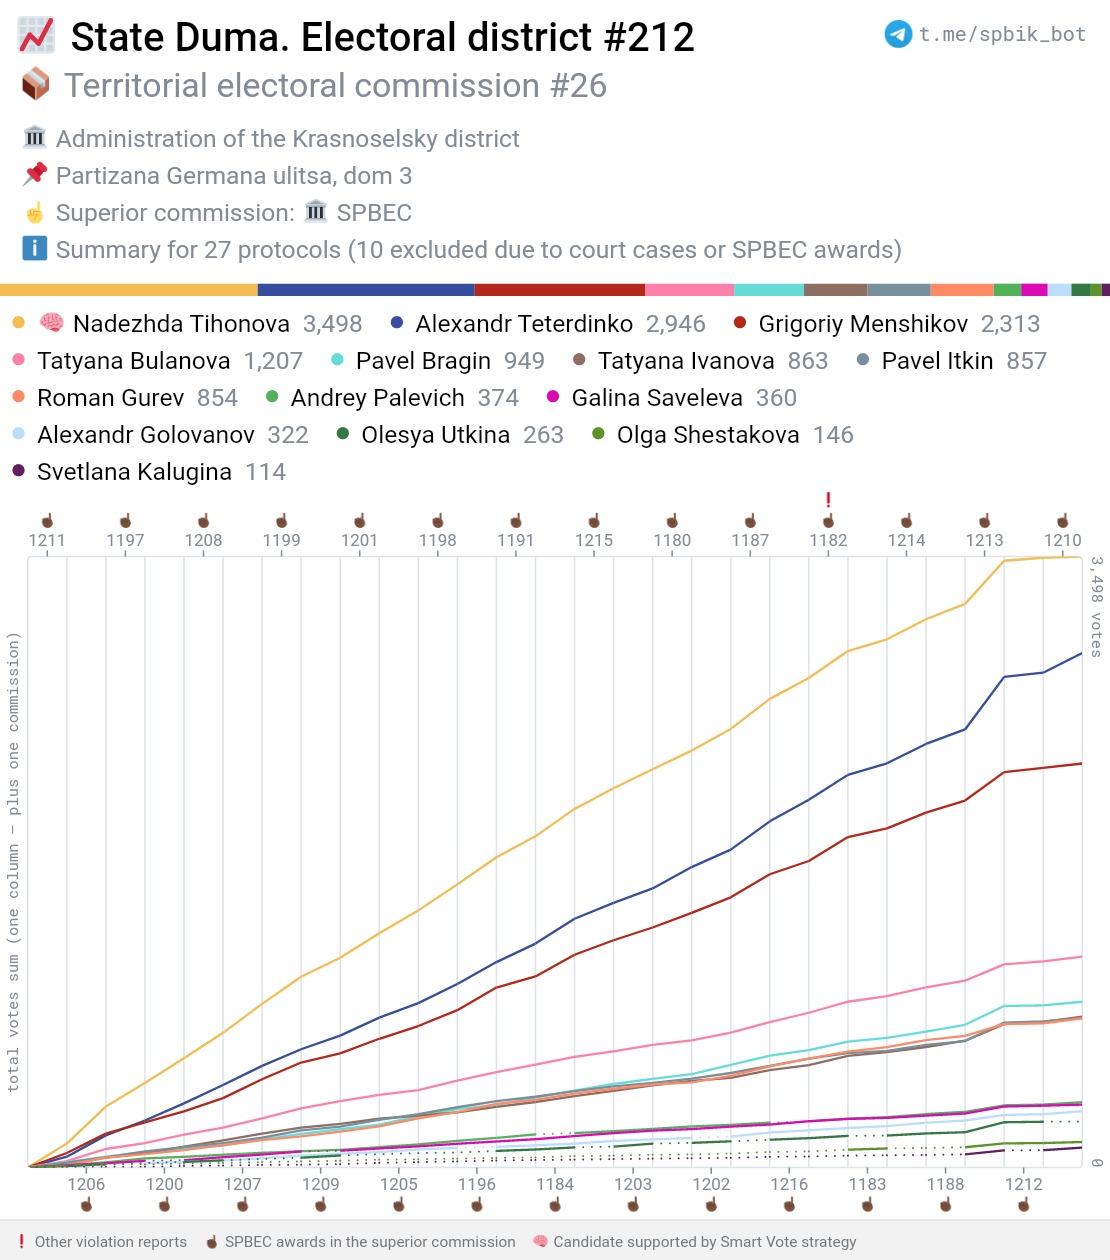 State Duma. Electoral district #212
t.me/spbik_bot
Territorial electoral commission #26
Administration of the Krasnoselsky district
Partizana Germana ulitsa, dom 3
Superior commission: SPBEC
Summary for 27 protocols (10 excluded due to court cases or SPBEC awards)
Nadezhda Tihonova 3,498 Alexandr Teterdinko 2,946 Grigoriy Menshikov 2,313
Tatyana Bulanova 1,207 Pavel Bragin 949 Tatyana Ivanova 863 Pavel Itkin 857
Roman Gurev 854 Andrey Palevich 374 Galina Saveleva 360
Alexandr Golovanov 322 Olesya Utkina 263 Olga Shestakova 146
Svetlana Kalugina 114
1211 1197 1208 1199 1201 1198 1191 1215 1180 1187 1182 1214 1213 1210
3,498 votes
total votes sum (one column – plus one commission)
0
1206 1200 1207 1209 1205 1196 1184 1203 1202 1216 1183 1188 1212
Other violation reports SPBEC awards in the superior commission Candidate supported by Smart Vote strategy